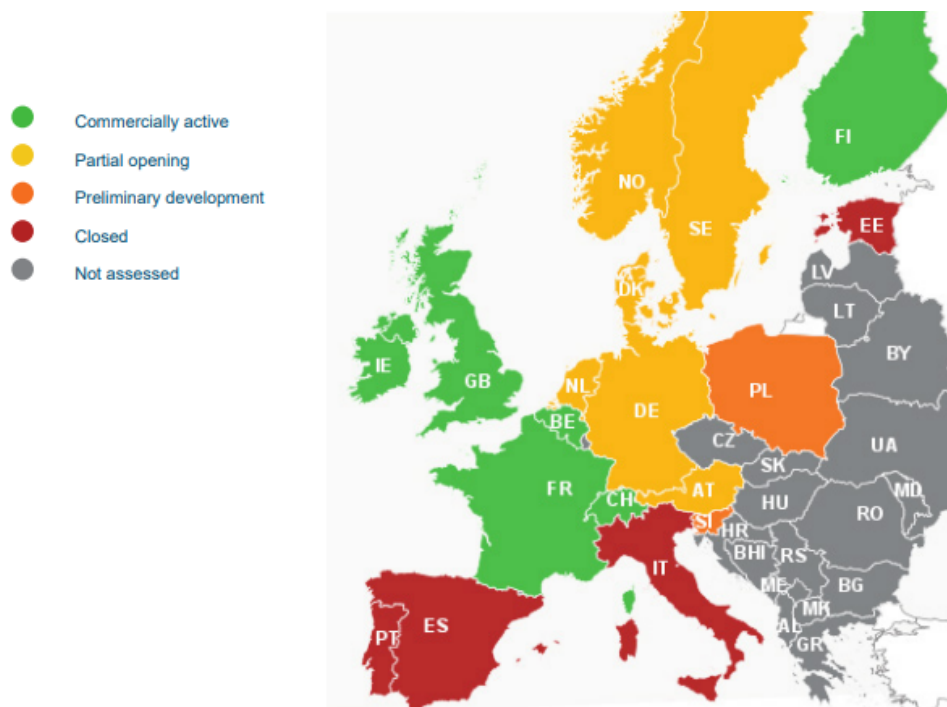 Commercially active
Partial opening
Preliminary development
Closed
Not assessed
FI
NO
SE
EE
LV
DK
LT
BY
IE
GB
NL
DE
PL
BE
CZ
UA
SK
FR
CH
AT
HU
MD
RO
SI
HR
BHI
RS
IT
ME
BG
MK
AL
GR
PT
ES